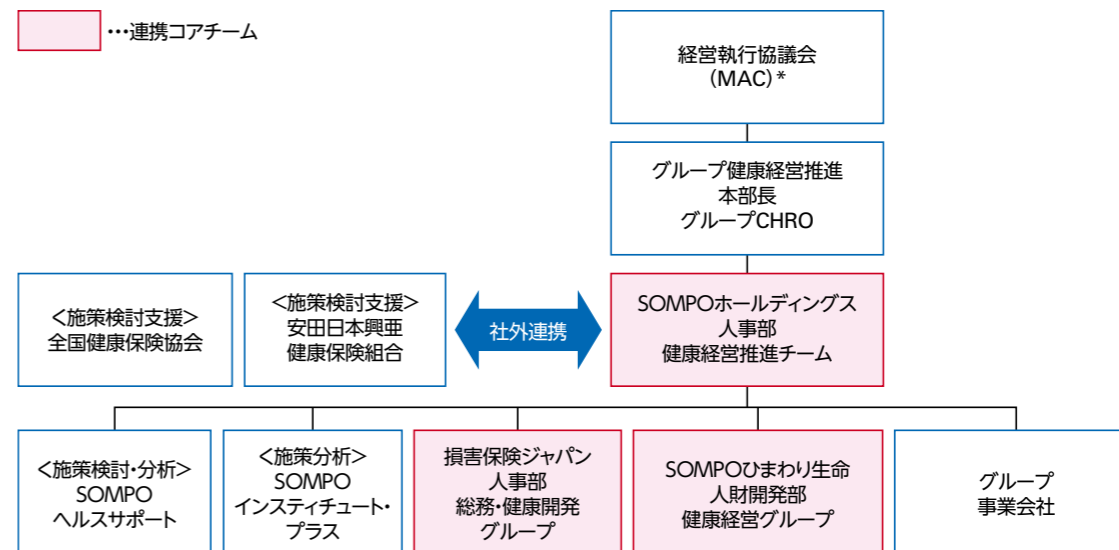 …連携コアチーム
経営執行協議会
（MAC）*
グループ健康経営推進
本部長
グループCHRO
＜施策検討支援＞
全国健康保険協会
＜施策検討支援＞
安田日本興亜
健康保険組合
社外連携
SOMPOホールディングス
人事部
健康経営推進チーム
＜施策検討・分析＞
SOMPO
ヘルスサポート
＜施策分析＞
SOMPO
インスティチュート・
プラス
損害保険ジャパン
人事部
総務・健康開発
グループ
SOMPOひまわり生命
人財開発部
健康経営グループ
グループ
事業会社